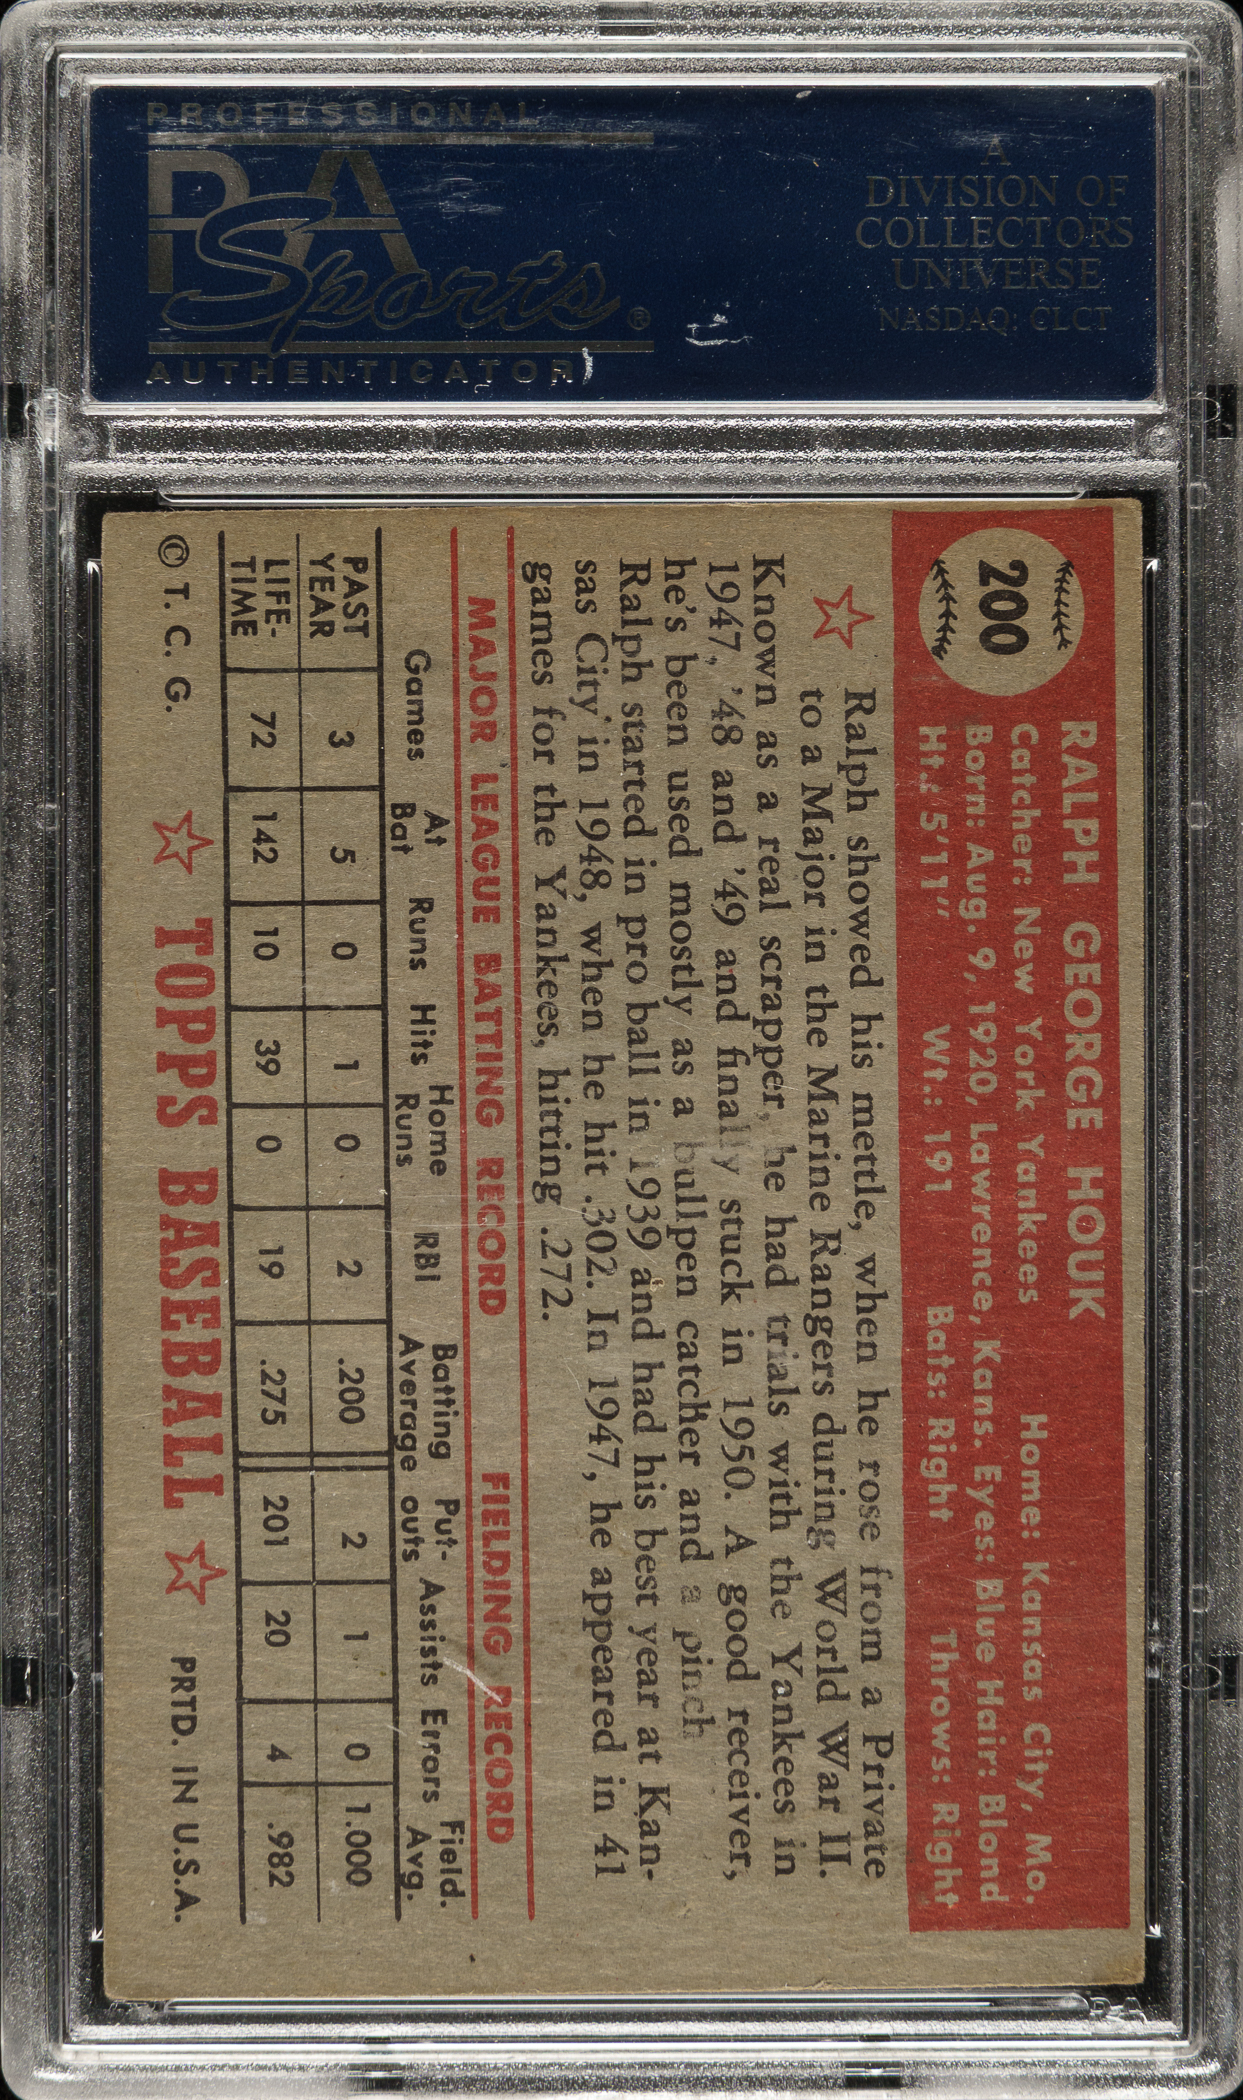 PROFESSIONAL
PSA
Sports®
AUTHENTICATOR
A
DIVISION OF
COLLECTORS
UNIVERSE
NASDAQ: CLCT
200
RALPH GEORGE HOUK
Catcher: New York Yankees Home: Kansas City, Mo.
Born: Aug. 9, 1920, Lawrence, Kans. Eyes: Blue Hair: Blond
Ht.: 5'11" Wt.: 191 Bats: Right Throws: Right
Ralph showed his mettle, when he rose from a Private
to a Major in the Marine Rangers during World War II.
Known as a real scrapper, he had trials with the Yankees in
1947, '48 and '49 and finally stuck in 1950. A good receiver,
he's been used mostly as a bullpen catcher and a pinch
Ralph started in pro ball in 1939 and had his best year at Kan-
sas City in 1948, when he hit .302. In 1947, he appeared in 41
games for the Yankees, hitting .272.
MAJOR LEAGUE BATTING RECORD FIELDING RECORD
Games At Bat Runs Hits Home Runs RBI Batting Average Put-outs Assists Errors Field. Avg.
PAST YEAR 3 5 0 1 0 2 .200 2 1 0 1.000
LIFE-TIME 72 142 10 39 0 19 .275 201 20 4 .982
© T. C. G. TOPPS BASEBALL PRTD. IN U.S.A.